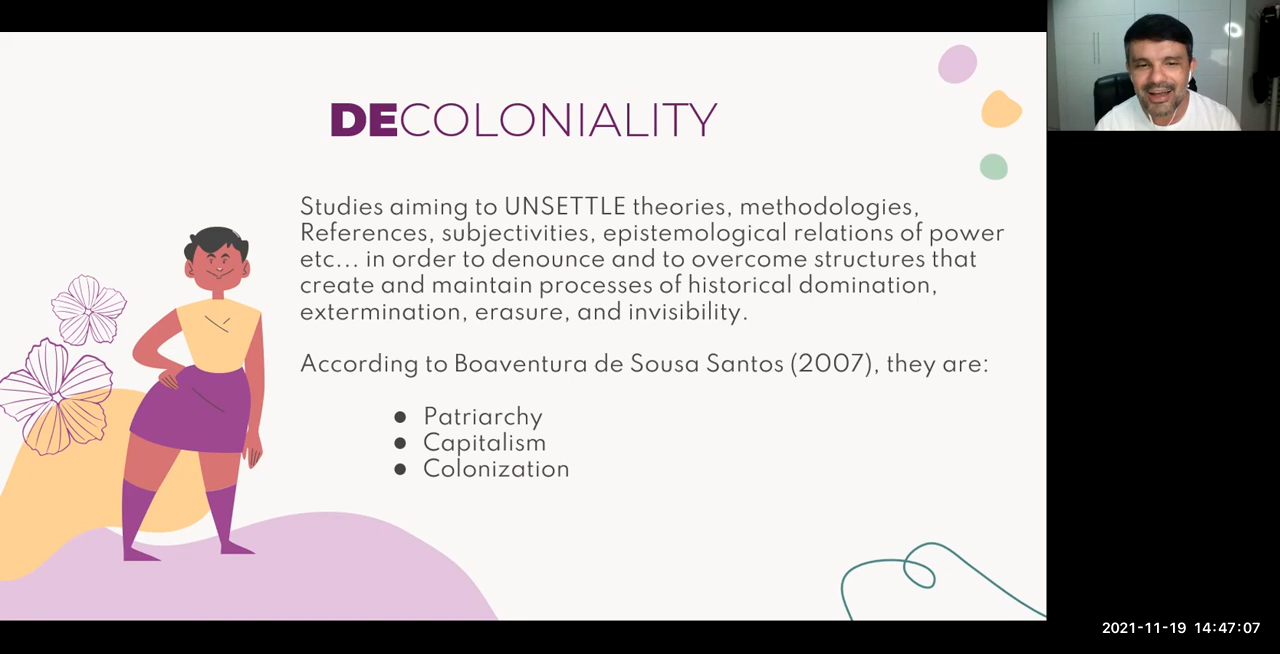 DECOLONIALITY
Studies aiming to UNSETTLE theories, methodologies,
References, subjectivities, epistemological relations of power
etc... in order to denounce and to overcome structures that
create and maintain processes of historical domination,
extermination, erasure, and invisibility.
According to Boaventura de Sousa Santos (2007), they are:
● Patriarchy
● Capitalism
● Colonization
2021-11-19 14:47:07